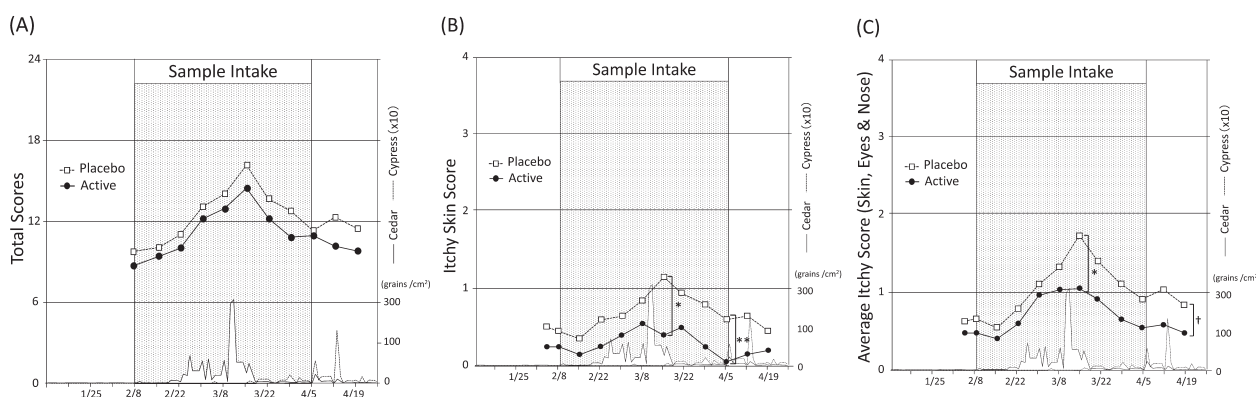 (A)
24
18
12
6
0
Total Scores
Sample Intake
Placebo
Active
Cedar Cypress (x10)
(grains /cm²)
300
100
0
1/25 2/8 2/22 3/8 3/22 4/5 4/19
(B)
4
3
2
1
0
Itchy Skin Score
Sample Intake
Placebo
Active
*
**
Cedar Cypress (x10)
(grains /cm²)
300
100
0
1/25 2/8 2/22 3/8 3/22 4/5 4/19
(C)
4
3
2
1
0
Average Itchy Score (Skin, Eyes & Nose)
Sample Intake
Placebo
Active
*
†
Cedar Cypress (x10)
(grains /cm²)
300
100
0
1/25 2/8 2/22 3/8 3/22 4/5 4/19